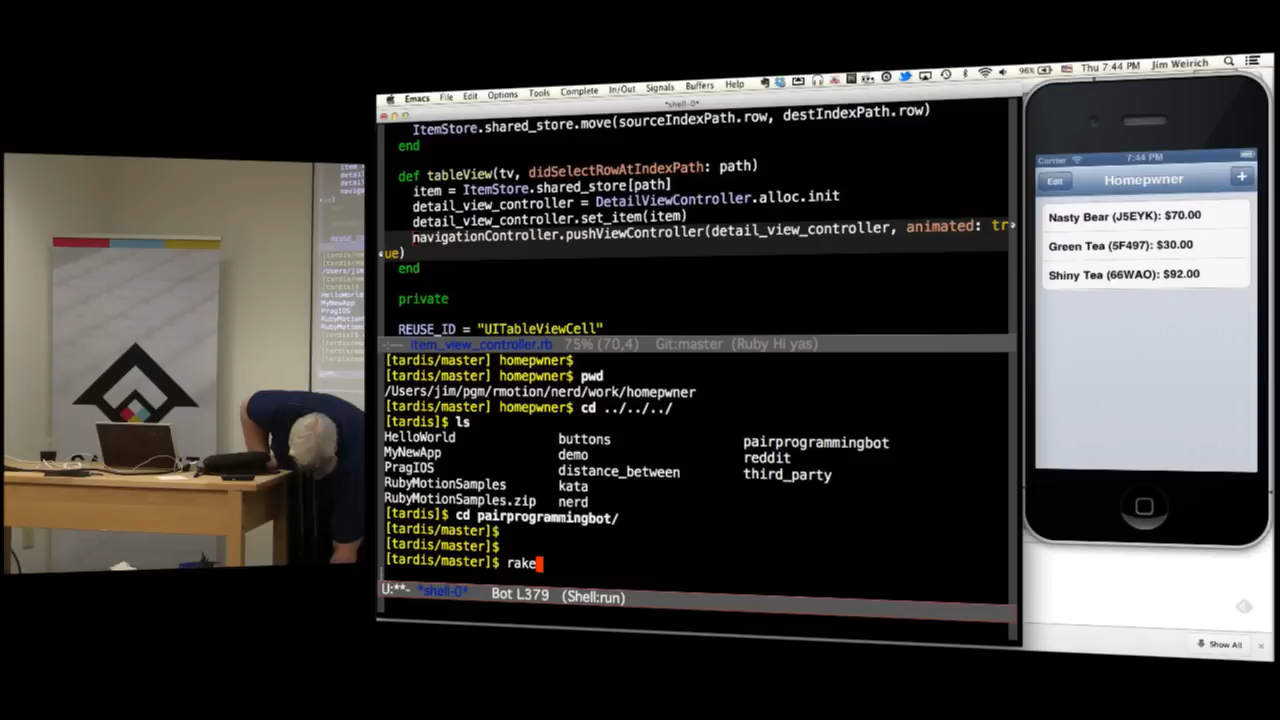 Emacs File Edit Options Tools Complete In/Out Signals Buffers Help
96% Thu 7:44 PM Jim Weirich
*shell-0*
ItemStore.shared_store.move(sourceIndexPath.row, destIndexPath.row)
end
def tableView(tv, didSelectRowAtIndexPath: path)
item = ItemStore.shared_store[path]
detail_view_controller = DetailViewController.alloc.init
detail_view_controller.set_item(item)
navigationController.pushViewController(detail_view_controller, animated: tr
ue)
end
private
REUSE_ID = "UITableViewCell"
item_view_controller.rb 75% (70,4) Git:master (Ruby Hi yas)
[tardis/master] homepwner$
[tardis/master] homepwner$ pwd
/Users/jim/pgm/rmotion/nerd/work/homepwner
[tardis/master] homepwner$ cd ../../../
[tardis]$ ls
HelloWorld buttons pairprogrammingbot
MyNewApp demo reddit
PragIOS distance_between third_party
RubyMotionSamples kata
RubyMotionSamples.zip nerd
[tardis]$ cd pairprogrammingbot/
[tardis/master]$
[tardis/master]$
[tardis/master]$ rake
U:**- *shell-0* Bot L379 (Shell:run)
Carrier 7:44 PM
Edit Homepwner +
Nasty Bear (J5EYK): $70.00
Green Tea (5F497): $30.00
Shiny Tea (66WAO): $92.00
Show All